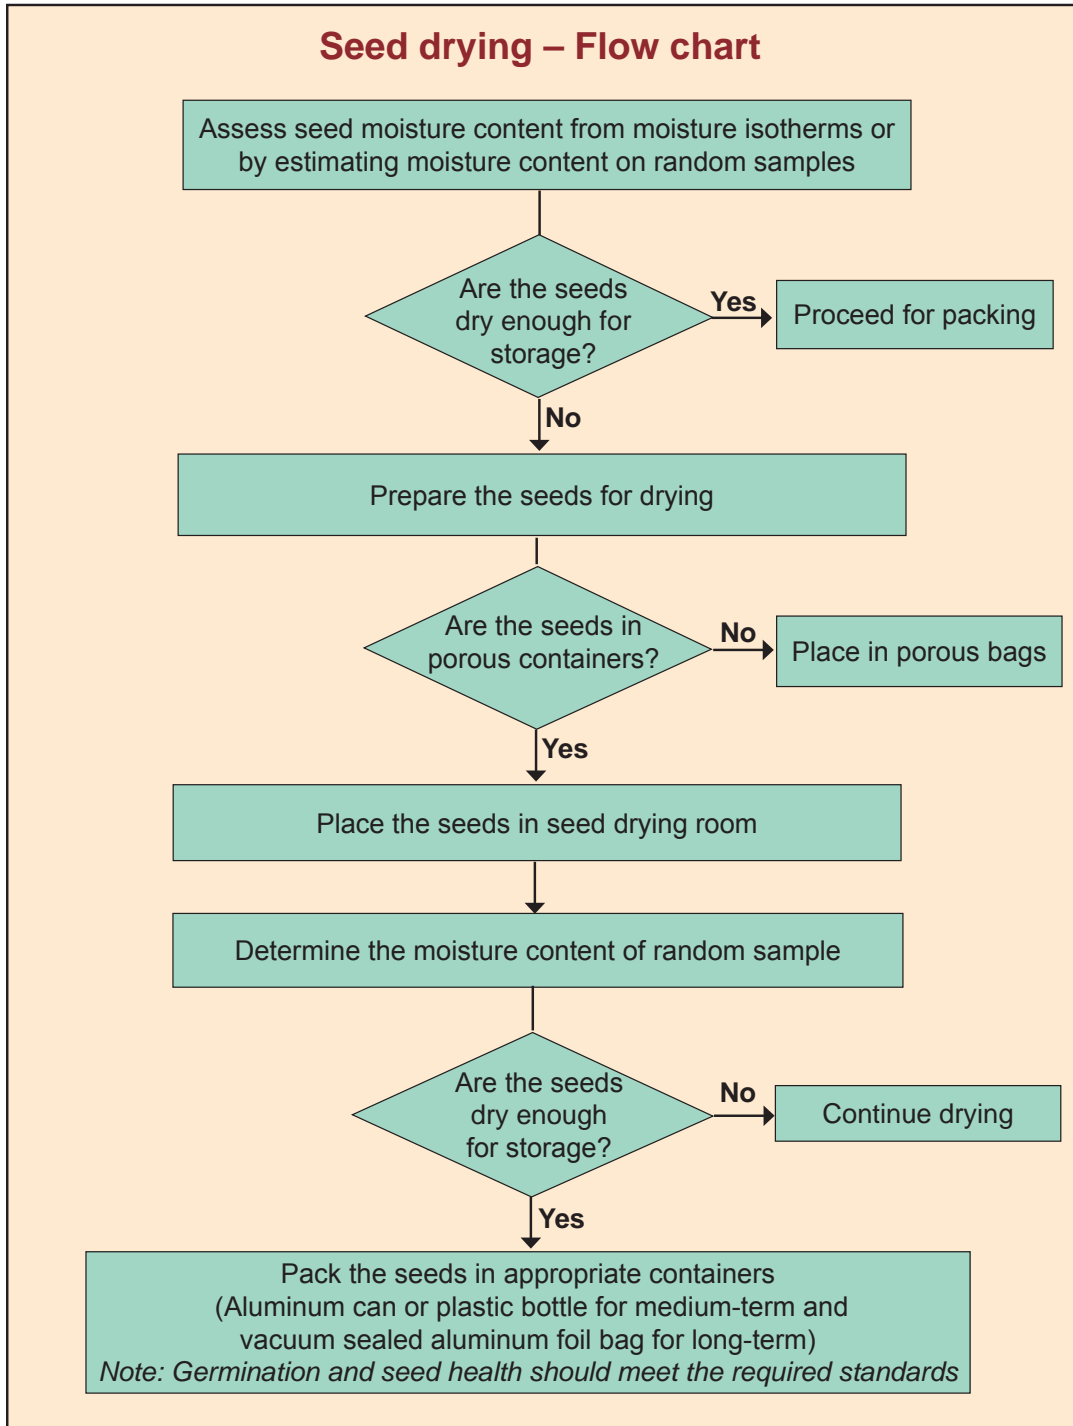 Seed drying – Flow chart
Assess seed moisture content from moisture isotherms or
by estimating moisture content on random samples
Are the seeds
dry enough for
storage?
Yes
Proceed for packing
No
Prepare the seeds for drying
Are the seeds in
porous containers?
No
Place in porous bags
Yes
Place the seeds in seed drying room
Determine the moisture content of random sample
Are the seeds
dry enough
for storage?
No
Continue drying
Yes
Pack the seeds in appropriate containers
(Aluminum can or plastic bottle for medium-term and
vacuum sealed aluminum foil bag for long-term)
Note: Germination and seed health should meet the required standards